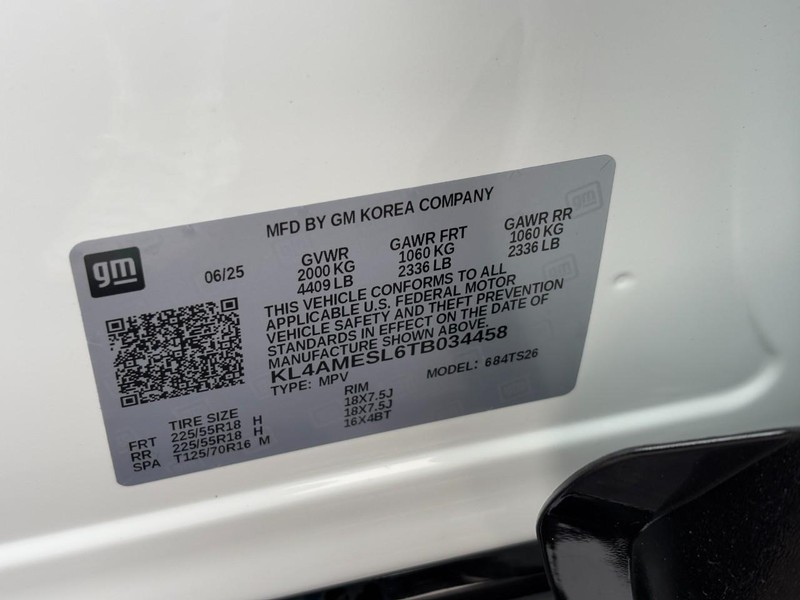 MFD BY GM KOREA COMPANY
gm
06/25
GVWR GAWR FRT GAWR RR
2000 KG 1060 KG 1060 KG
4409 LB 2336 LB 2336 LB
THIS VEHICLE CONFORMS TO ALL
APPLICABLE U.S. FEDERAL MOTOR
VEHICLE SAFETY AND THEFT PREVENTION
STANDARDS IN EFFECT ON THE DATE OF
MANUFACTURE SHOWN ABOVE.
KL4AMESL6TB034458
TYPE: MPV MODEL: 684TS26
TIRE SIZE RIM
FRT 225/55R18 H 18X7.5J
RR 225/55R18 H 18X7.5J
SPA T125/70R16 M 16X4BT